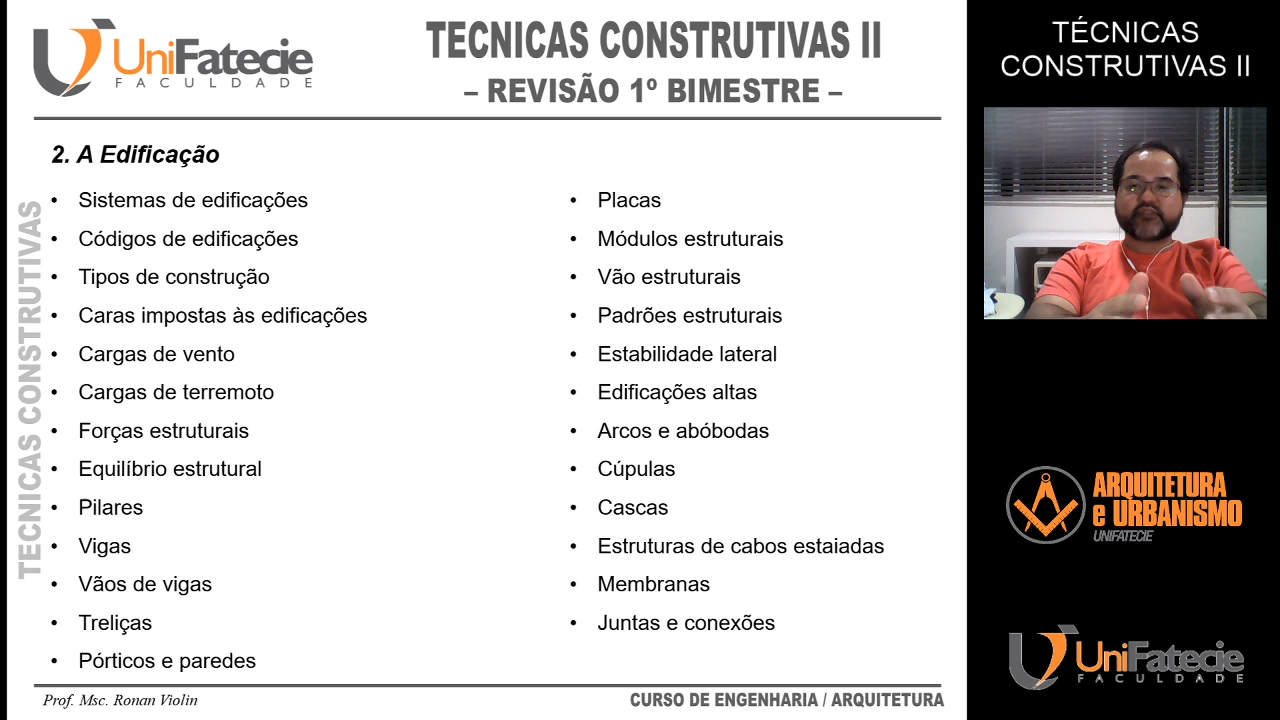 UniFatecie
FACULDADE
TECNICAS CONSTRUTIVAS II
– REVISÃO 1º BIMESTRE –
2. A Edificação
• Sistemas de edificações
• Códigos de edificações
• Tipos de construção
• Caras impostas às edificações
• Cargas de vento
• Cargas de terremoto
• Forças estruturais
• Equilíbrio estrutural
• Pilares
• Vigas
• Vãos de vigas
• Treliças
• Pórticos e paredes
• Placas
• Módulos estruturais
• Vão estruturais
• Padrões estruturais
• Estabilidade lateral
• Edificações altas
• Arcos e abóbodas
• Cúpulas
• Cascas
• Estruturas de cabos estaiadas
• Membranas
• Juntas e conexões
TECNICAS CONSTRUTIVAS
Prof. Msc. Ronan Violin
CURSO DE ENGENHARIA / ARQUITETURA
TÉCNICAS
CONSTRUTIVAS II
ARQUITETURA
e URBANISMO
UNIFATECIE
UniFatecie
FACULDADE